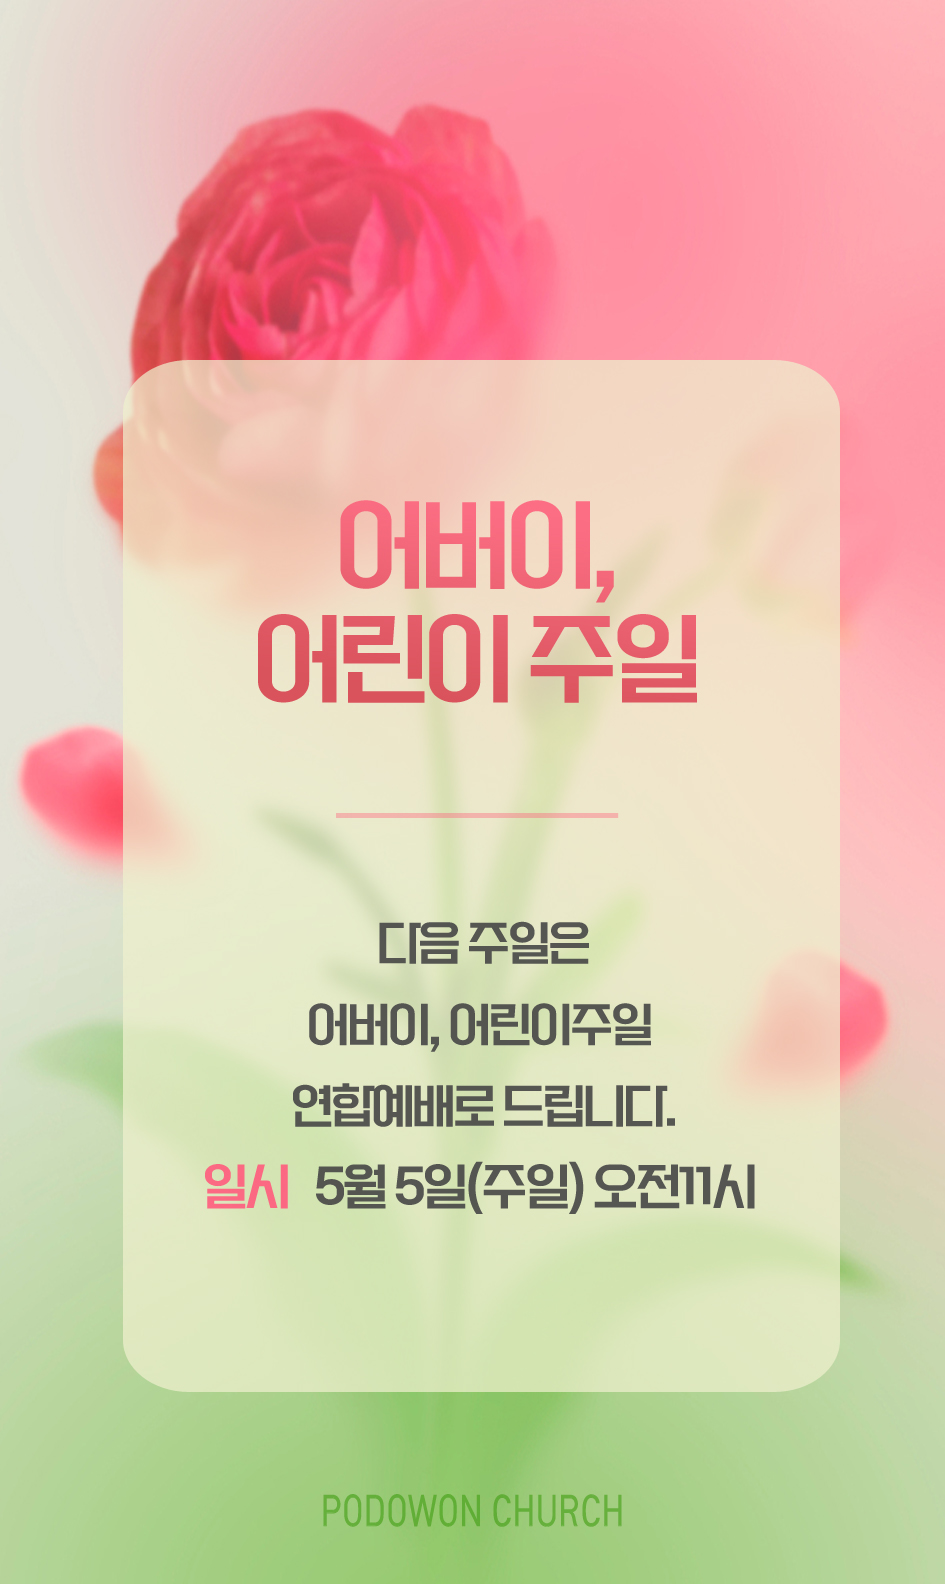 어버이,
어린이 주일
다음 주일은
어버이, 어린이주일
연합예배로 드립니다.
일시 5월 5일(주일) 오전11시
PODOWON CHURCH